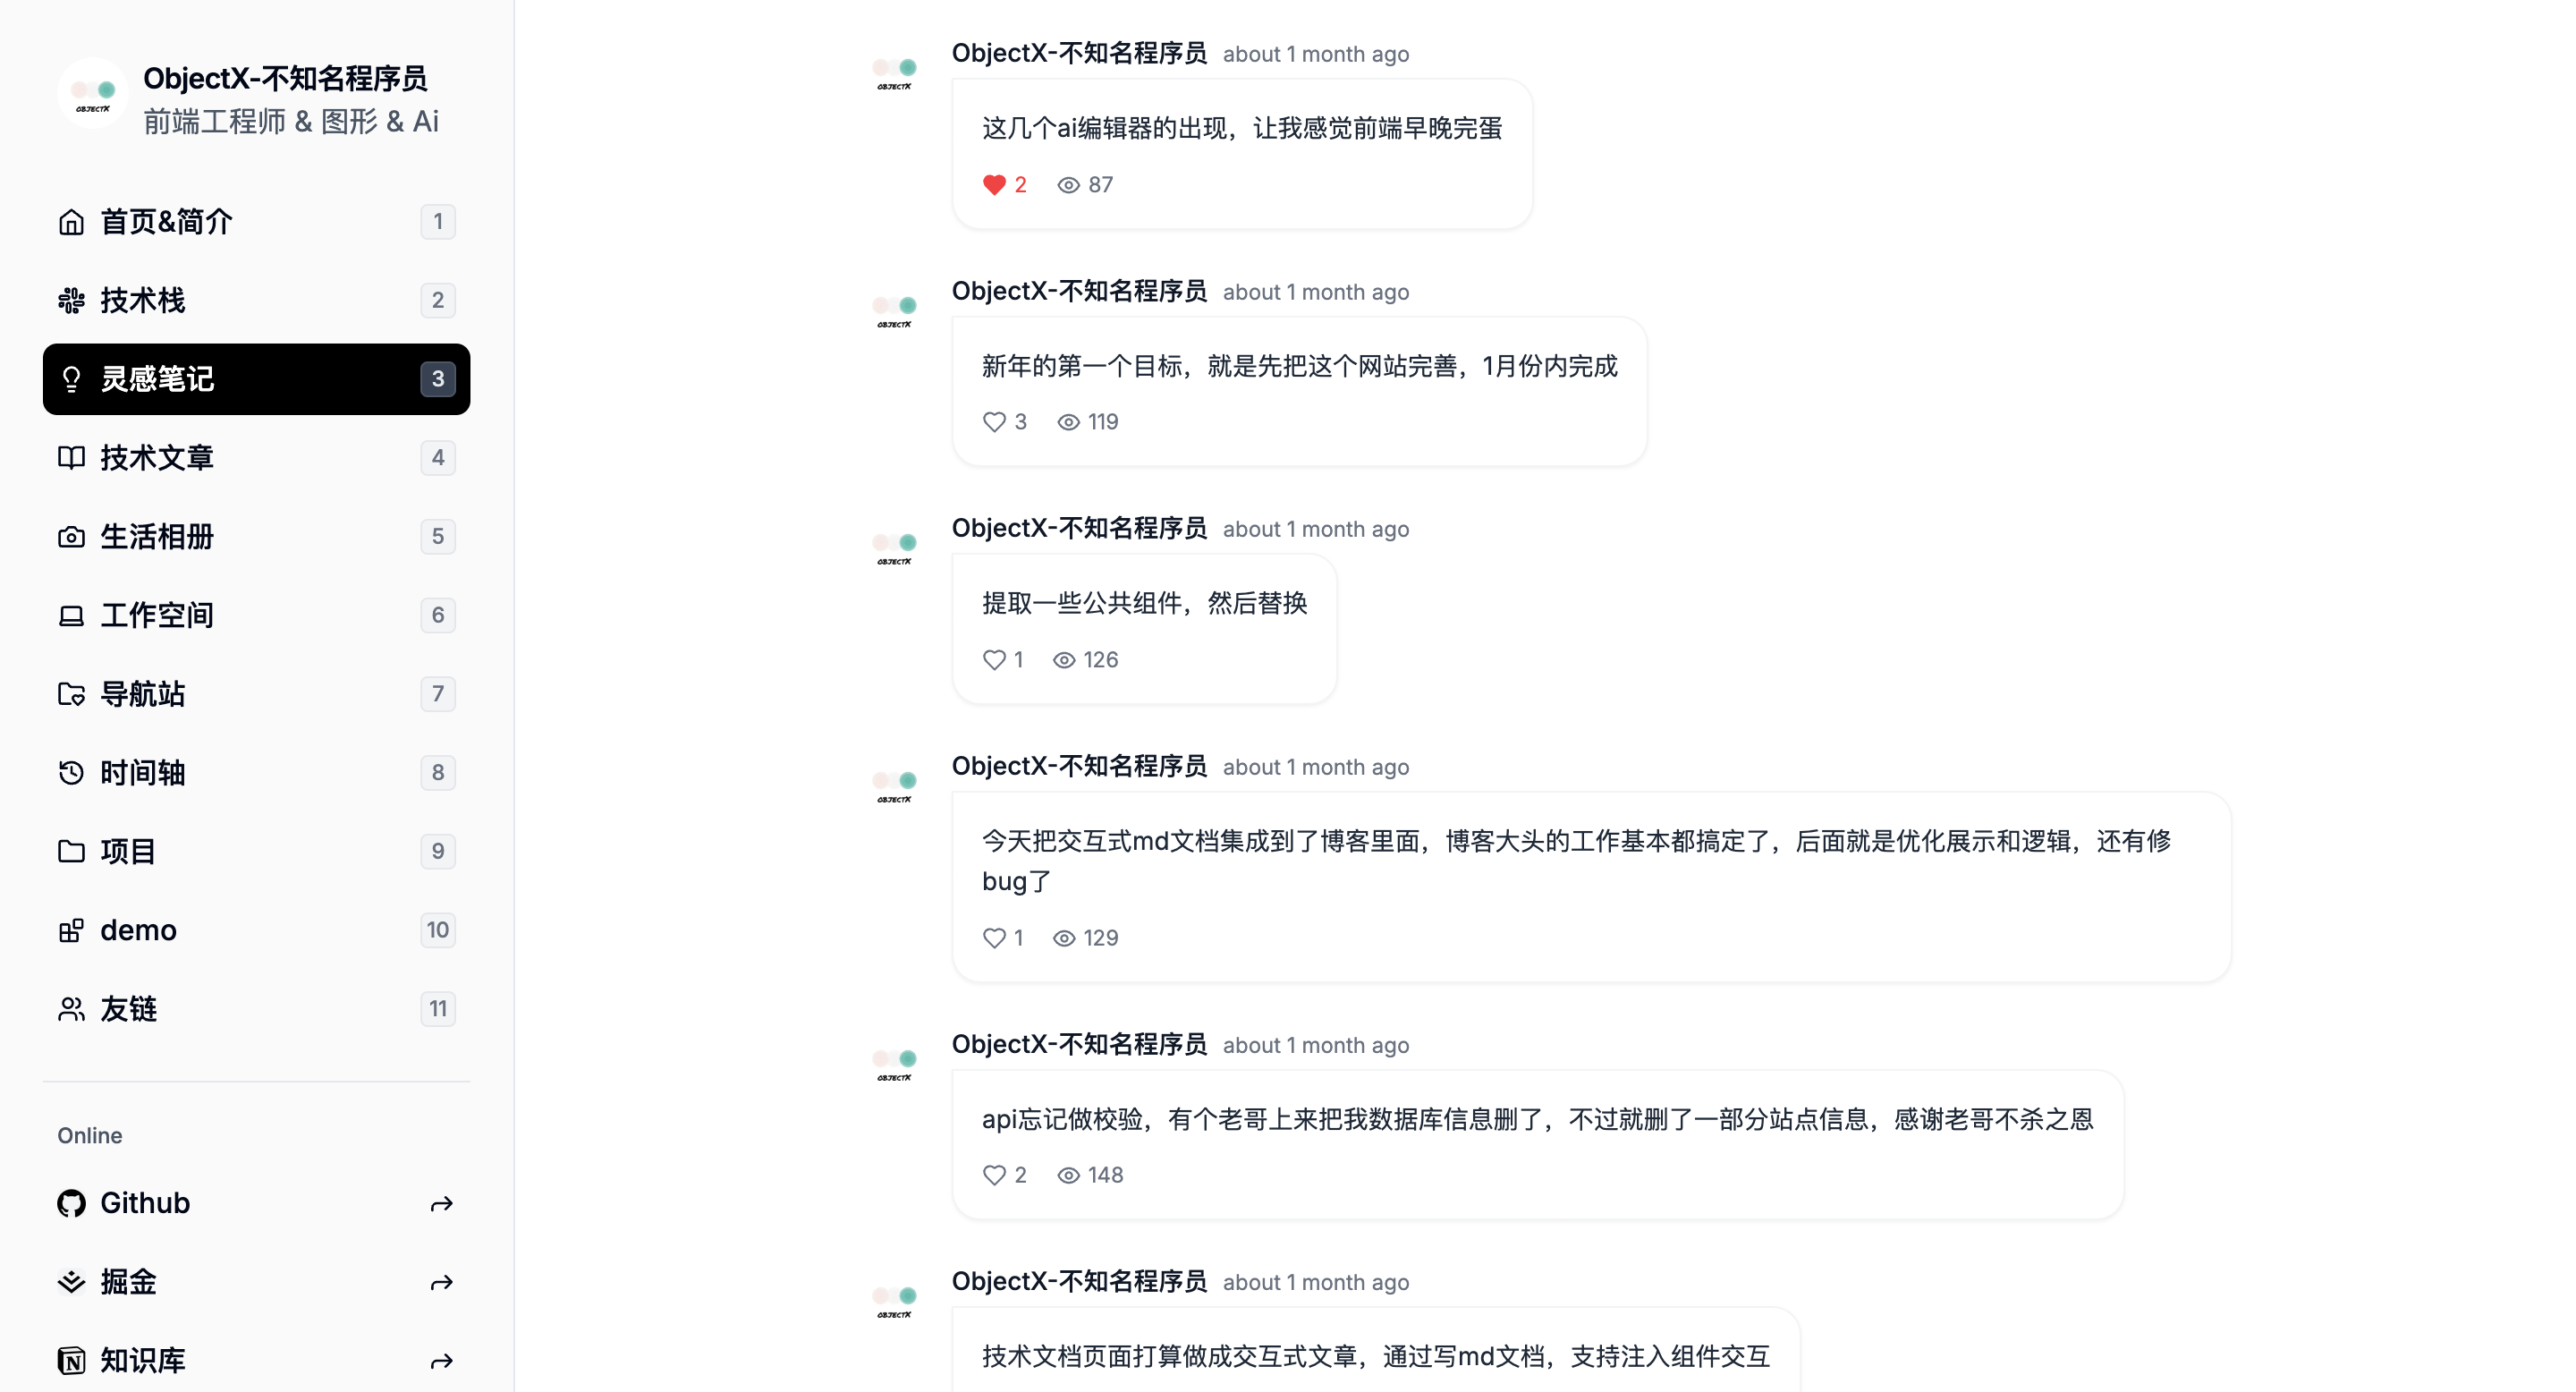 OBJECTX
ObjectX-不知名程序员
前端工程师 & 图形 & Ai
首页&简介 1
技术栈 2
灵感笔记 3
技术文章 4
生活相册 5
工作空间 6
导航站 7
时间轴 8
项目 9
demo 10
友链 11
Online
Github
掘金
知识库
OBJECTX
ObjectX-不知名程序员 about 1 month ago
这几个ai编辑器的出现，让我感觉前端早晚完蛋
2 87
OBJECTX
ObjectX-不知名程序员 about 1 month ago
新年的第一个目标，就是先把这个网站完善，1月份内完成
3 119
OBJECTX
ObjectX-不知名程序员 about 1 month ago
提取一些公共组件，然后替换
1 126
OBJECTX
ObjectX-不知名程序员 about 1 month ago
今天把交互式md文档集成到了博客里面，博客大头的工作基本都搞定了，后面就是优化展示和逻辑，还有修
bug了
1 129
OBJECTX
ObjectX-不知名程序员 about 1 month ago
api忘记做校验，有个老哥上来把我数据库信息删了，不过就删了一部分站点信息，感谢老哥不杀之恩
2 148
OBJECTX
ObjectX-不知名程序员 about 1 month ago
技术文档页面打算做成交互式文章，通过写md文档，支持注入组件交互